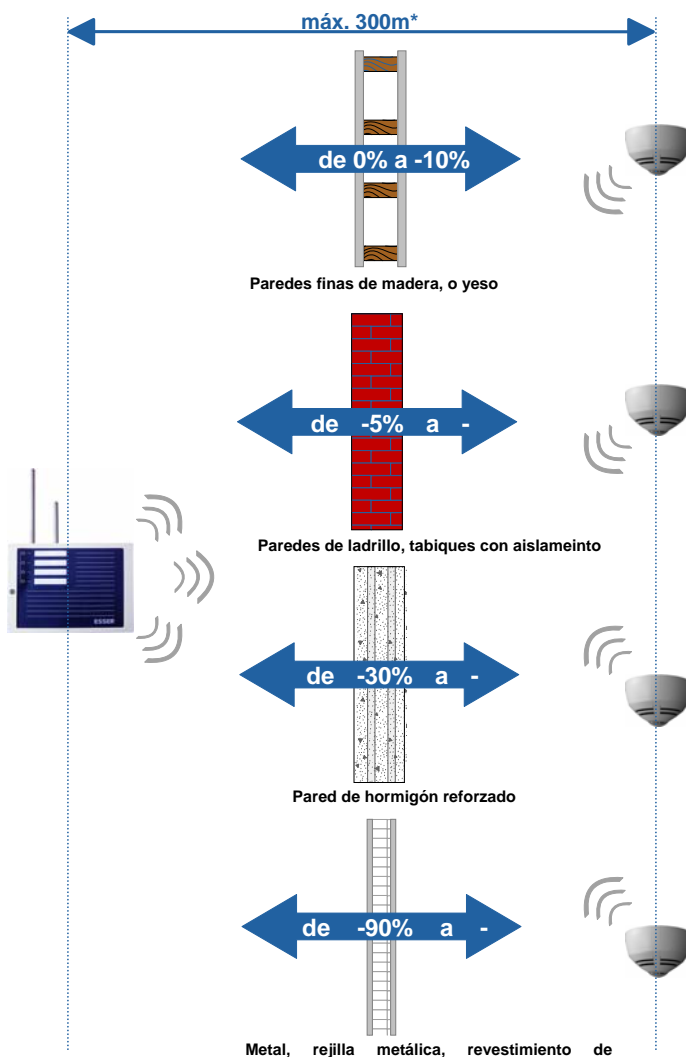 máx. 300m*
de 0% a -10%
Paredes finas de madera, o yeso
de -5% a -
Paredes de ladrillo, tabiques con aislameinto
ESSER
de -30% a -
Pared de hormigón reforzado
de -90% a -
Metal, rejilla metálica, revestimiento de